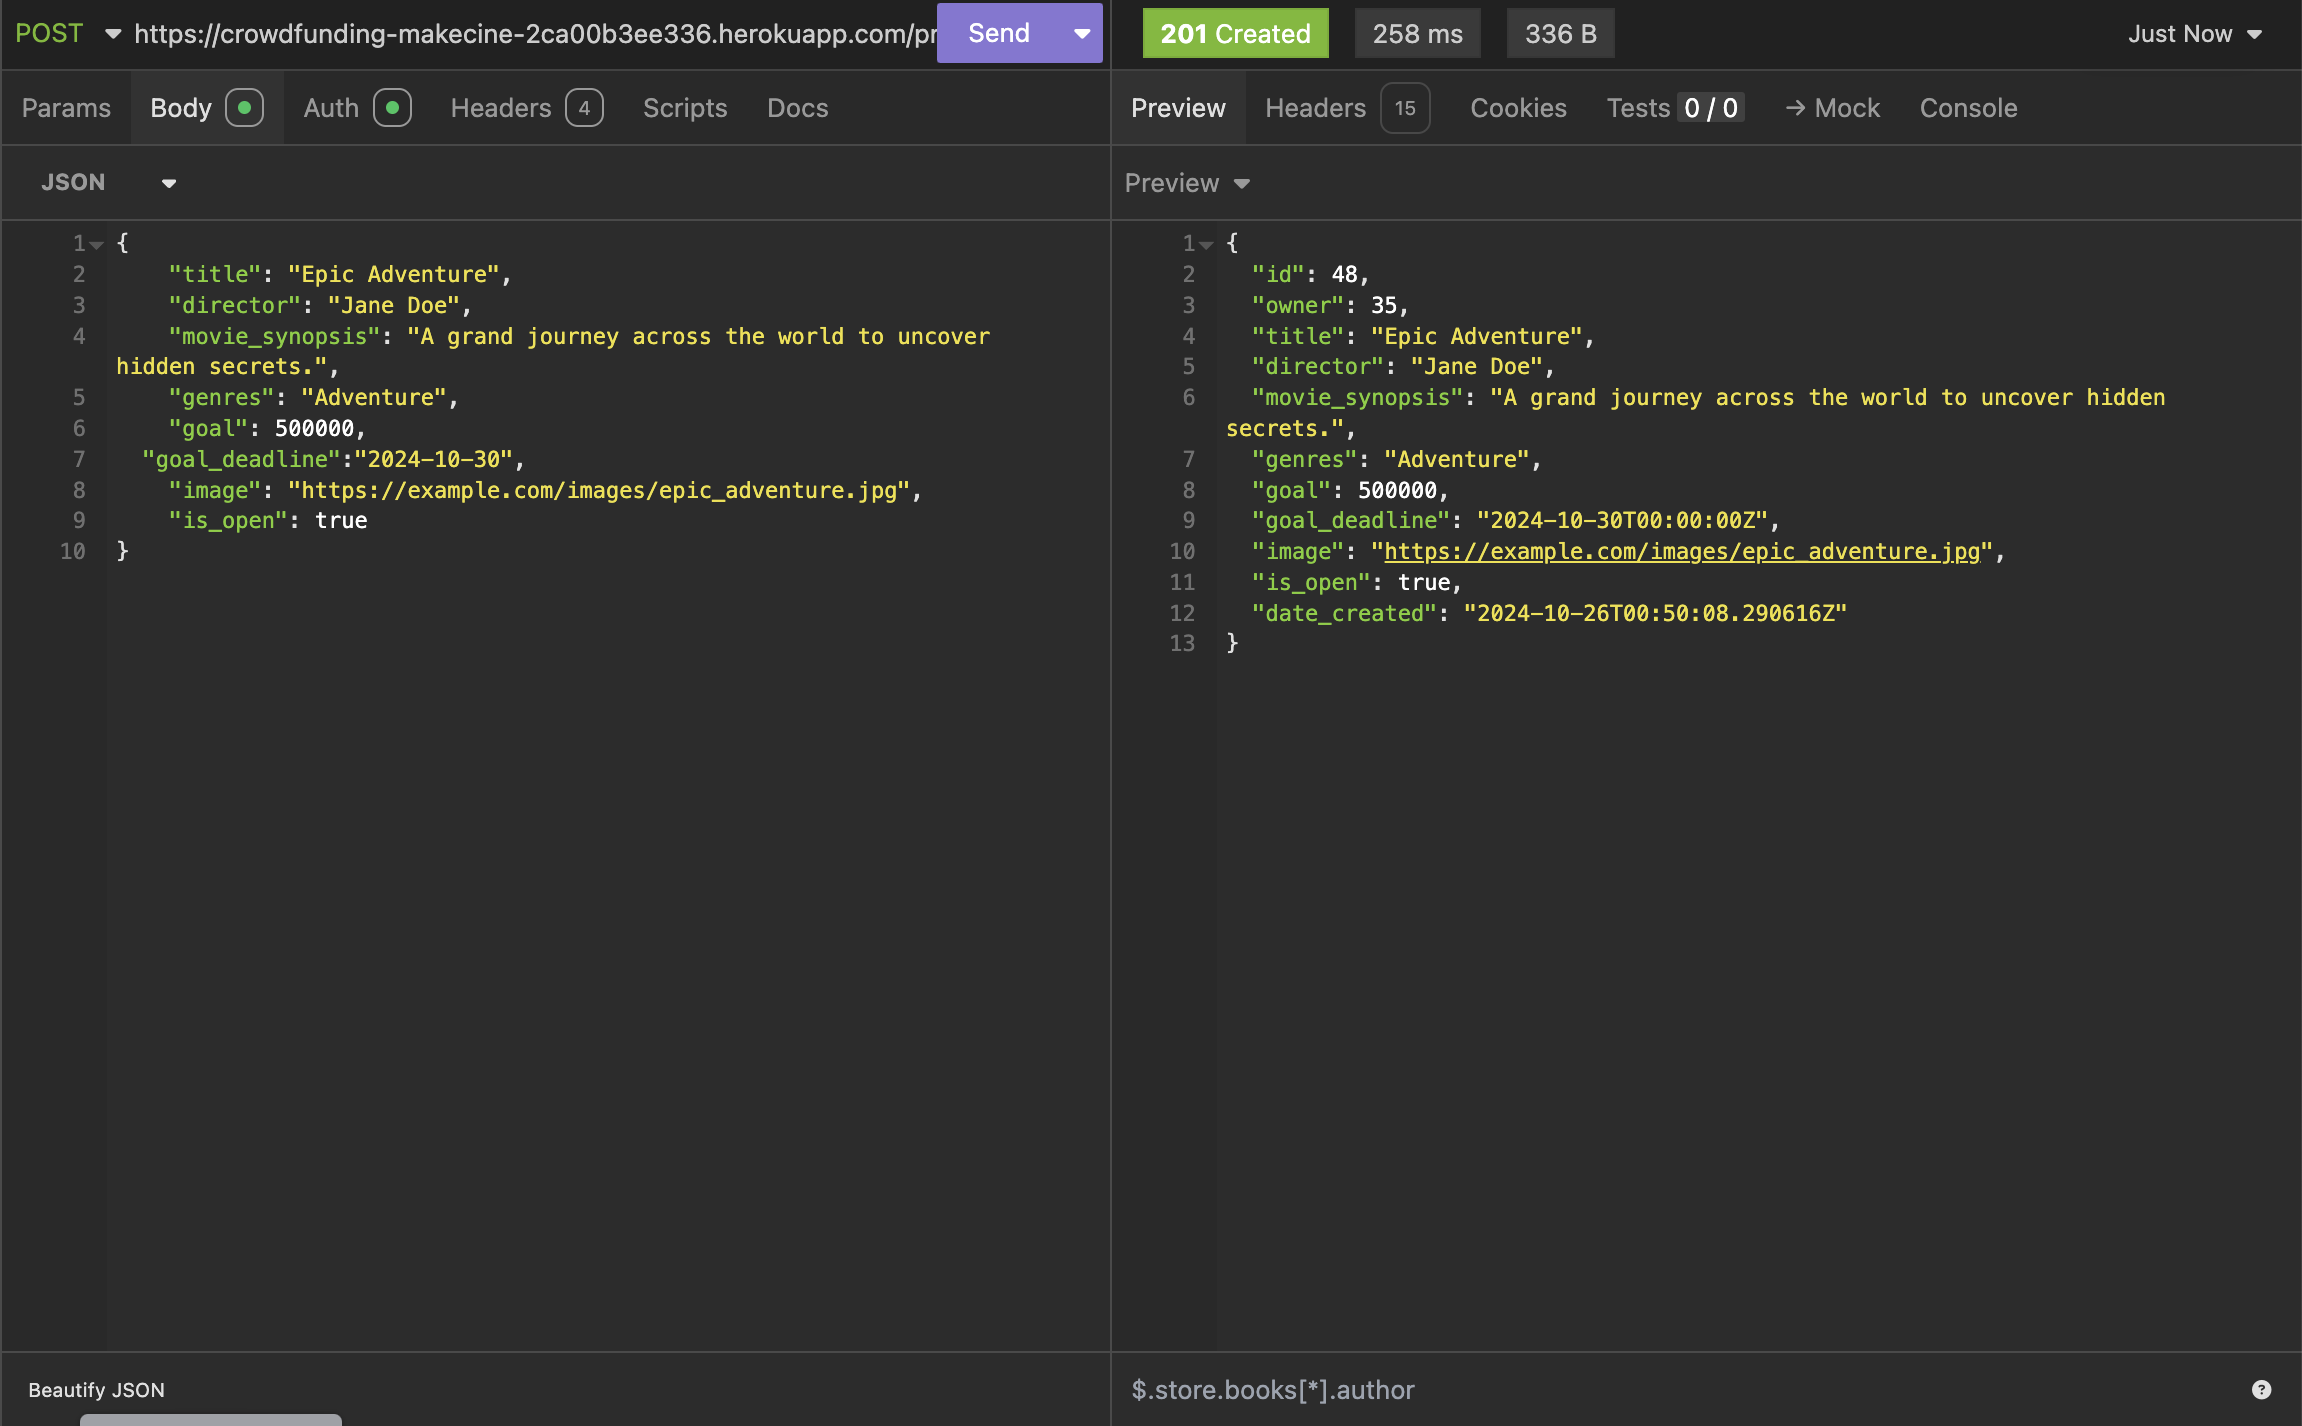 POST https://crowdfunding-makecine-2ca00b3ee336.herokuapp.com/pr Send
201 Created 258 ms 336 B Just Now
Params Body Auth Headers 4 Scripts Docs
Preview Headers 15 Cookies Tests 0 / 0 → Mock Console
JSON
Preview
1 {
2 "title": "Epic Adventure",
3 "director": "Jane Doe",
4 "movie_synopsis": "A grand journey across the world to uncover
hidden secrets.",
5 "genres": "Adventure",
6 "goal": 500000,
7 "goal_deadline":"2024-10-30",
8 "image": "https://example.com/images/epic_adventure.jpg",
9 "is_open": true
10 }
1 {
2 "id": 48,
3 "owner": 35,
4 "title": "Epic Adventure",
5 "director": "Jane Doe",
6 "movie_synopsis": "A grand journey across the world to uncover hidden
secrets.",
7 "genres": "Adventure",
8 "goal": 500000,
9 "goal_deadline": "2024-10-30T00:00:00Z",
10 "image": "https://example.com/images/epic_adventure.jpg",
11 "is_open": true,
12 "date_created": "2024-10-26T00:50:08.290616Z"
13 }
Beautify JSON
$.store.books[*].author ?